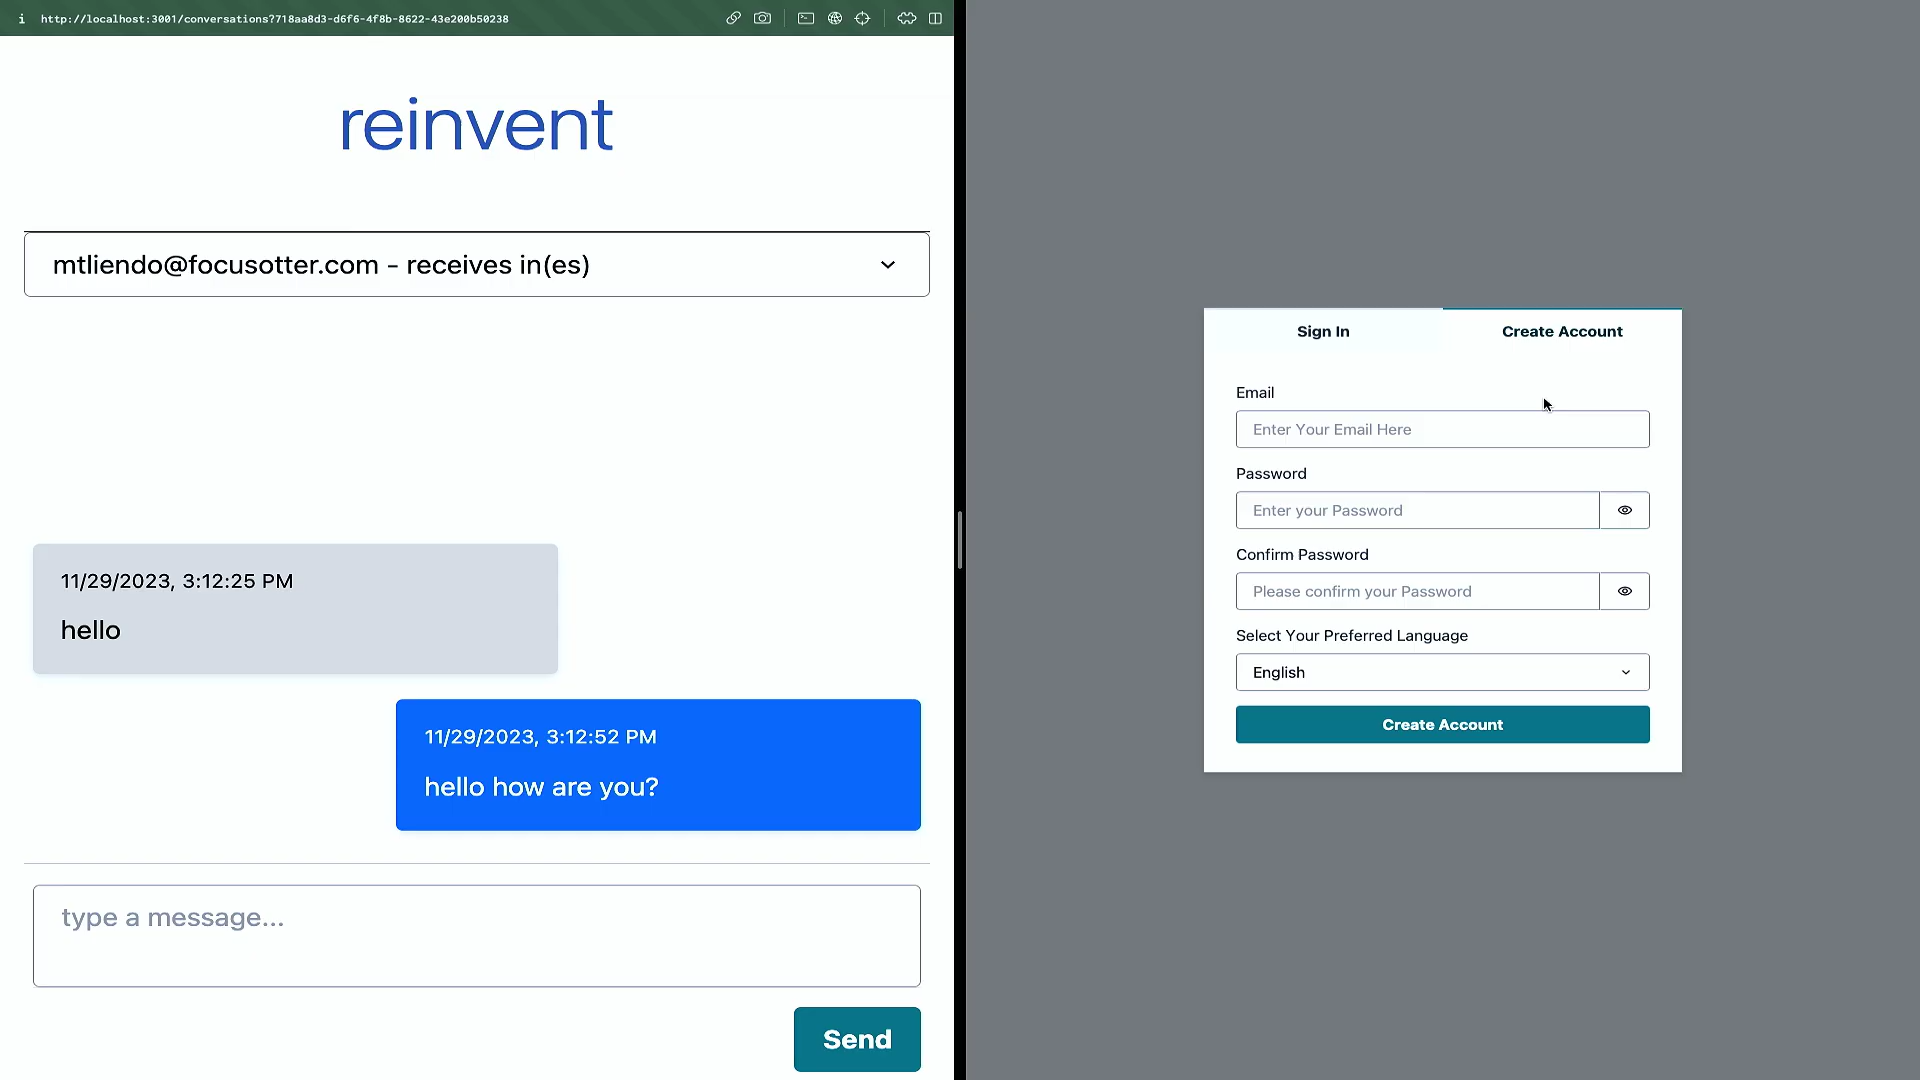 i http://localhost:3001/conversations?718aa8d3-d6f6-4f8b-8622-43e200b50238
reinvent
mtliendo@focusotter.com - receives in(es)
11/29/2023, 3:12:25 PM
hello
11/29/2023, 3:12:52 PM
hello how are you?
type a message...
Send
Sign In
Create Account
Email
Enter Your Email Here
Password
Enter your Password
Confirm Password
Please confirm your Password
Select Your Preferred Language
English
Create Account